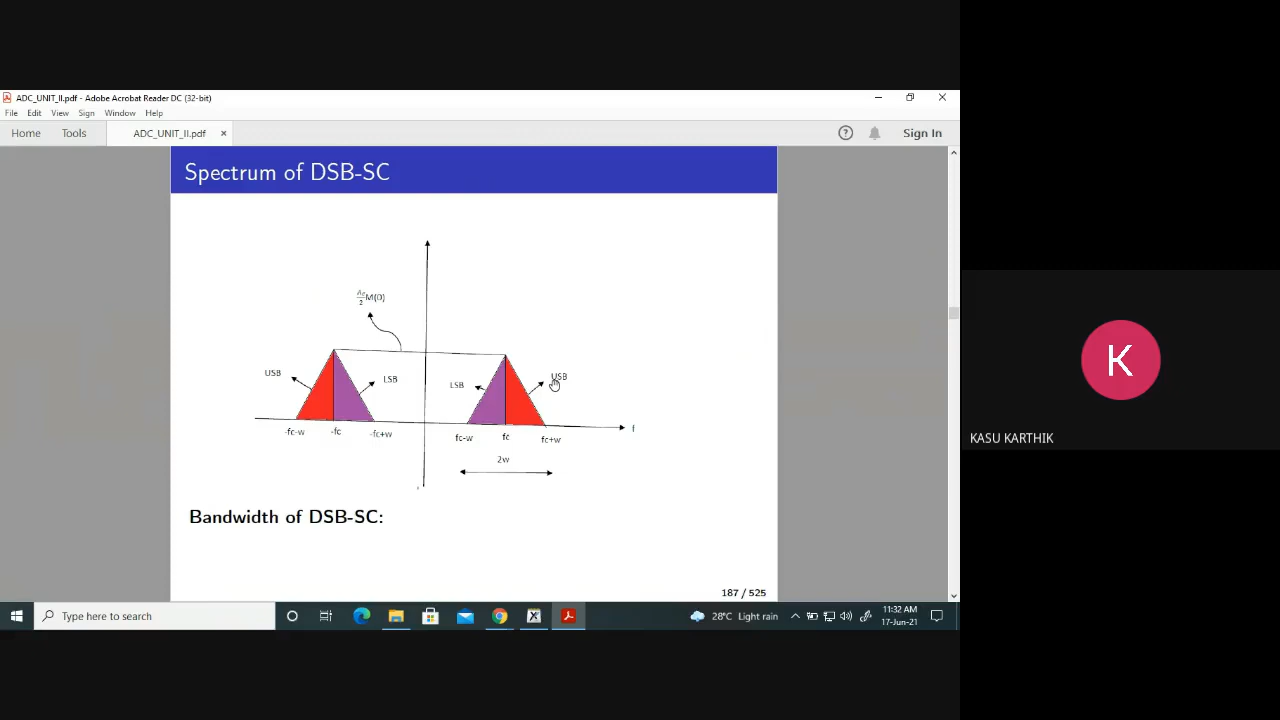 ADC_UNIT_II.pdf - Adobe Acrobat Reader DC (32-bit)
File Edit View Sign Window Help
Home Tools ADC_UNIT_II.pdf × Sign In
Spectrum of DSB-SC
Ac/2 M(0)
USB LSB LSB USB
-fc-w -fc -fc+w fc-w fc fc+w f
2w
Bandwidth of DSB-SC:
187 / 525
K
KASU KARTHIK
Type here to search
28°C Light rain
11:32 AM
17-Jun-21